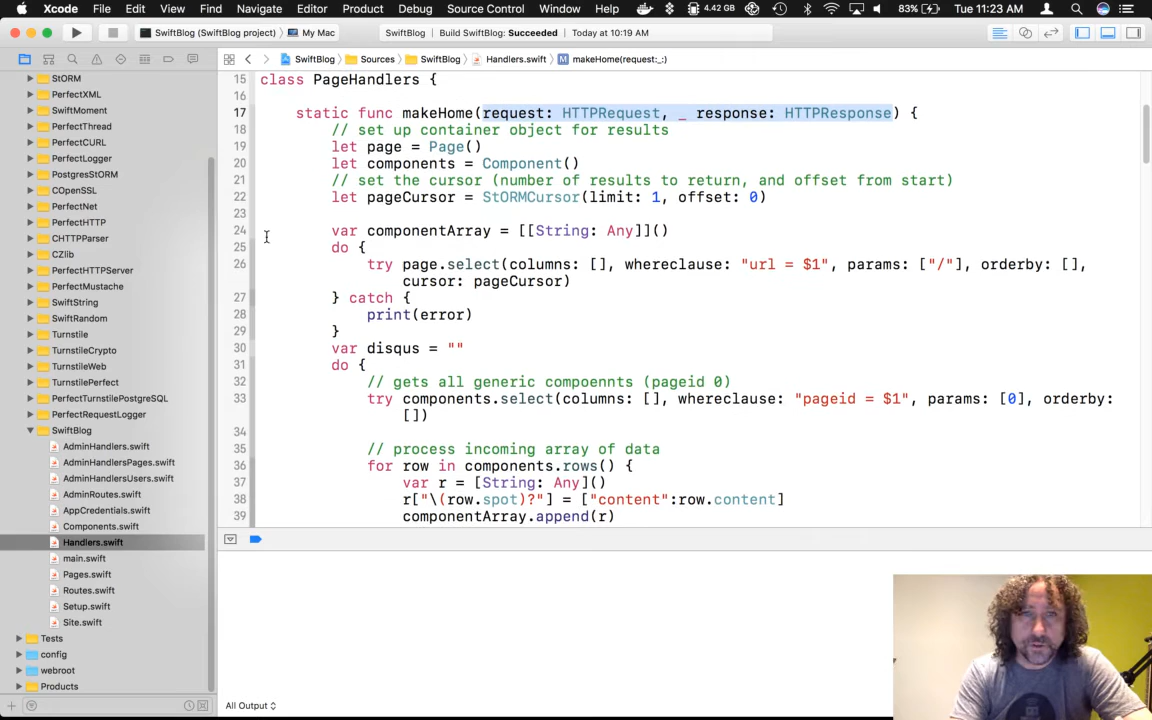 Xcode File Edit View Find Navigate Editor Product Debug Source Control Window Help 4.42 GB 83% Tue 11:23 AM
SwiftBlog (SwiftBlog project) My Mac SwiftBlog | Build SwiftBlog: Succeeded | Today at 10:19 AM
SwiftBlog Sources SwiftBlog Handlers.swift M makeHome(request:_:)
StORM
PerfectXML
SwiftMoment
PerfectThread
PerfectCURL
PerfectLogger
PostgresStORM
COpenSSL
PerfectNet
PerfectHTTP
CHTTPParser
CZlib
PerfectHTTPServer
PerfectMustache
SwiftString
SwiftRandom
Turnstile
TurnstileCrypto
TurnstileWeb
TurnstilePerfect
PerfectTurnstilePostgreSQL
PerfectRequestLogger
SwiftBlog
AdminHandlers.swift
AdminHandlersPages.swift
AdminHandlersUsers.swift
AdminRoutes.swift
AppCredentials.swift
Components.swift
Handlers.swift
main.swift
Pages.swift
Routes.swift
Setup.swift
Site.swift
Tests
config
webroot
Products
15 class PageHandlers {
16
17 static func makeHome(request: HTTPRequest, _ response: HTTPResponse) {
18 // set up container object for results
19 let page = Page()
20 let components = Component()
21 // set the cursor (number of results to return, and offset from start)
22 let pageCursor = StORMCursor(limit: 1, offset: 0)
23
24 var componentArray = [[String: Any]]()
25 do {
26 try page.select(columns: [], whereclause: "url = $1", params: ["/"], orderby: [],
cursor: pageCursor)
27 } catch {
28 print(error)
29 }
30 var disqus = ""
31 do {
32 // gets all generic compoennts (pageid 0)
33 try components.select(columns: [], whereclause: "pageid = $1", params: [0], orderby:
[])
34
35 // process incoming array of data
36 for row in components.rows() {
37 var r = [String: Any]()
38 r["\(row.spot)?"] = ["content":row.content]
39 componentArray.append(r)
All Output